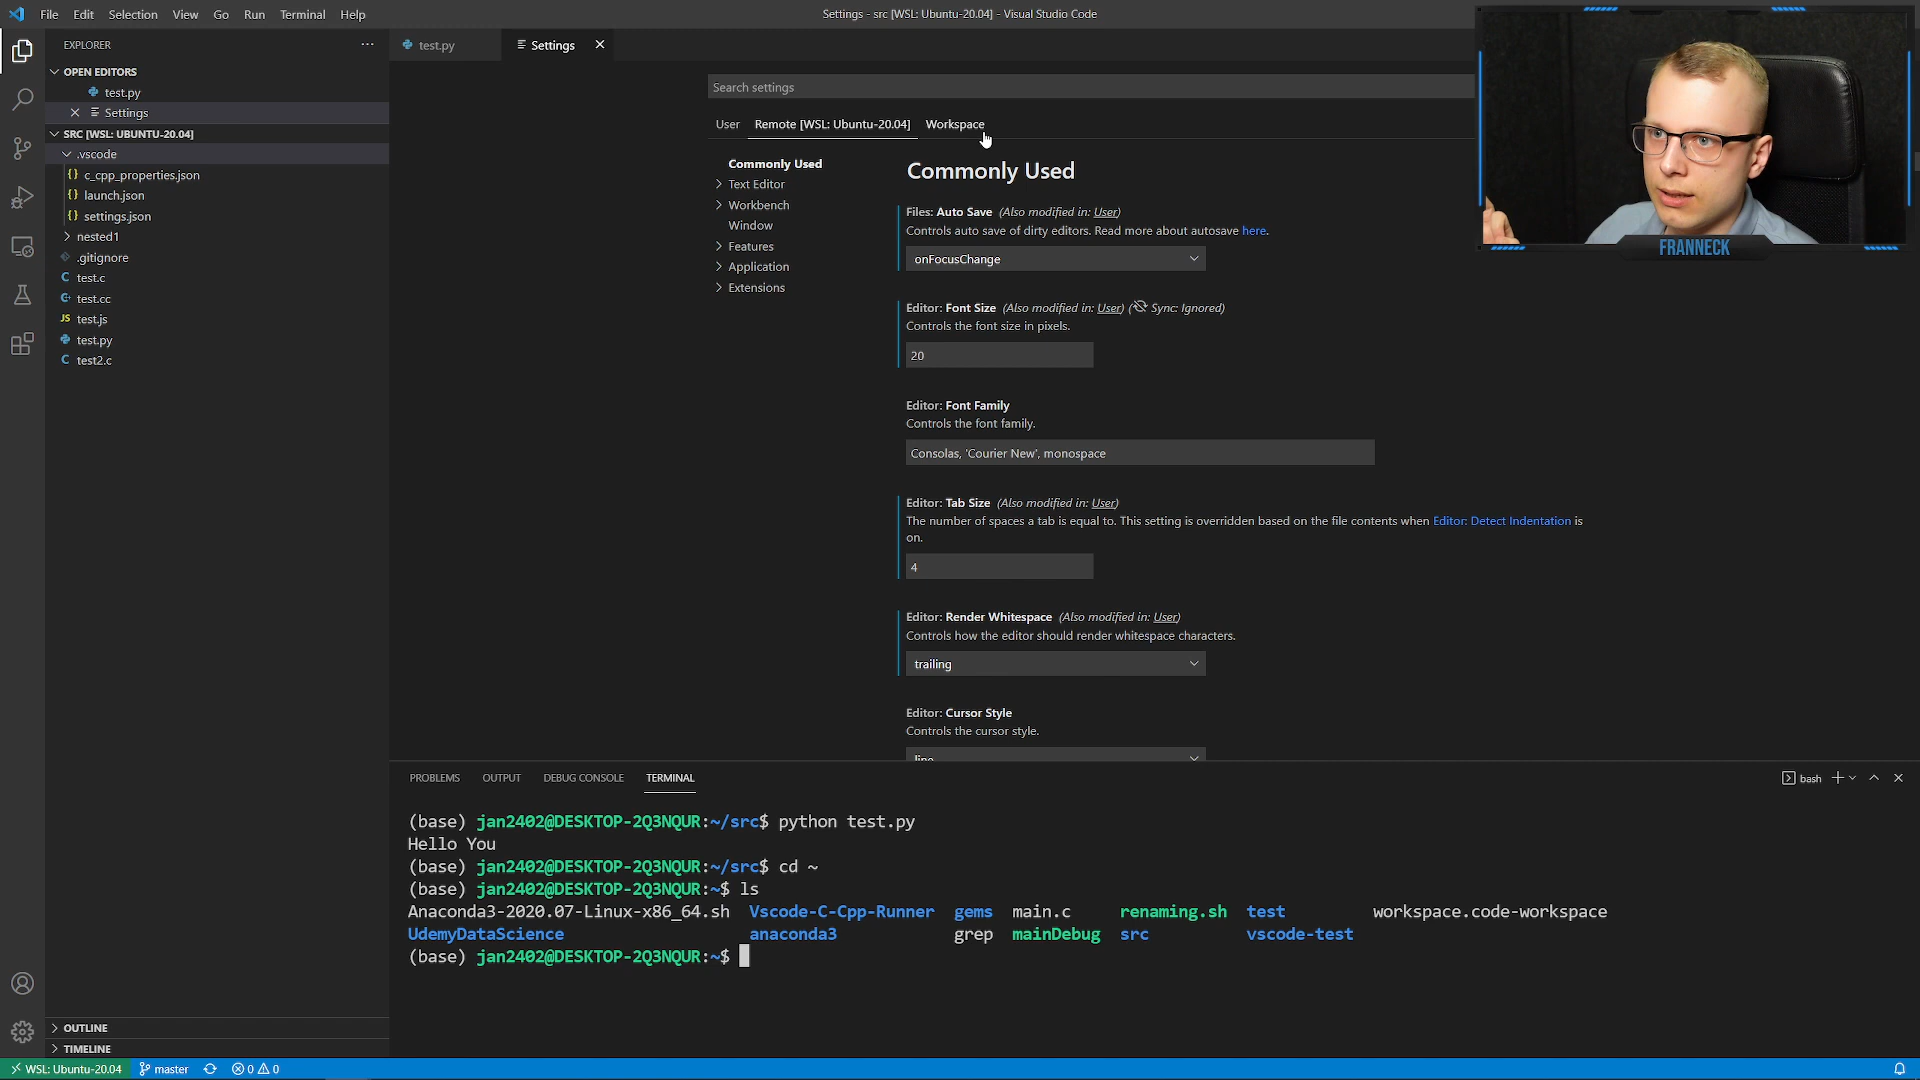 File Edit Selection View Go Run Terminal Help
Settings - src [WSL: Ubuntu-20.04] - Visual Studio Code
EXPLORER
OPEN EDITORS
test.py
Settings
SRC [WSL: UBUNTU-20.04]
.vscode
c_cpp_properties.json
launch.json
settings.json
nested1
.gitignore
C test.c
test.cc
JS test.js
test.py
C test2.c
OUTLINE
TIMELINE
test.py
Settings
Search settings
User Remote [WSL: Ubuntu-20.04] Workspace
Commonly Used
Text Editor
Workbench
Window
Features
Application
Extensions
Commonly Used
Files: Auto Save (Also modified in: User)
Controls auto save of dirty editors. Read more about autosave here.
onFocusChange
Editor: Font Size (Also modified in: User) (Sync: Ignored)
Controls the font size in pixels.
20
Editor: Font Family
Controls the font family.
Consolas, 'Courier New', monospace
Editor: Tab Size (Also modified in: User)
The number of spaces a tab is equal to. This setting is overridden based on the file contents when Editor: Detect Indentation is
on.
4
Editor: Render Whitespace (Also modified in: User)
Controls how the editor should render whitespace characters.
trailing
Editor: Cursor Style
Controls the cursor style.
line
FRANNECK
PROBLEMS OUTPUT DEBUG CONSOLE TERMINAL
bash
(base) jan2402@DESKTOP-2Q3NQUR:~/src$ python test.py
Hello You
(base) jan2402@DESKTOP-2Q3NQUR:~/src$ cd ~
(base) jan2402@DESKTOP-2Q3NQUR:~$ ls
Anaconda3-2020.07-Linux-x86_64.sh Vscode-C-Cpp-Runner gems main.c renaming.sh test workspace.code-workspace
UdemyDataScience anaconda3 grep mainDebug src vscode-test
(base) jan2402@DESKTOP-2Q3NQUR:~$
WSL: Ubuntu-20.04 master 0 0